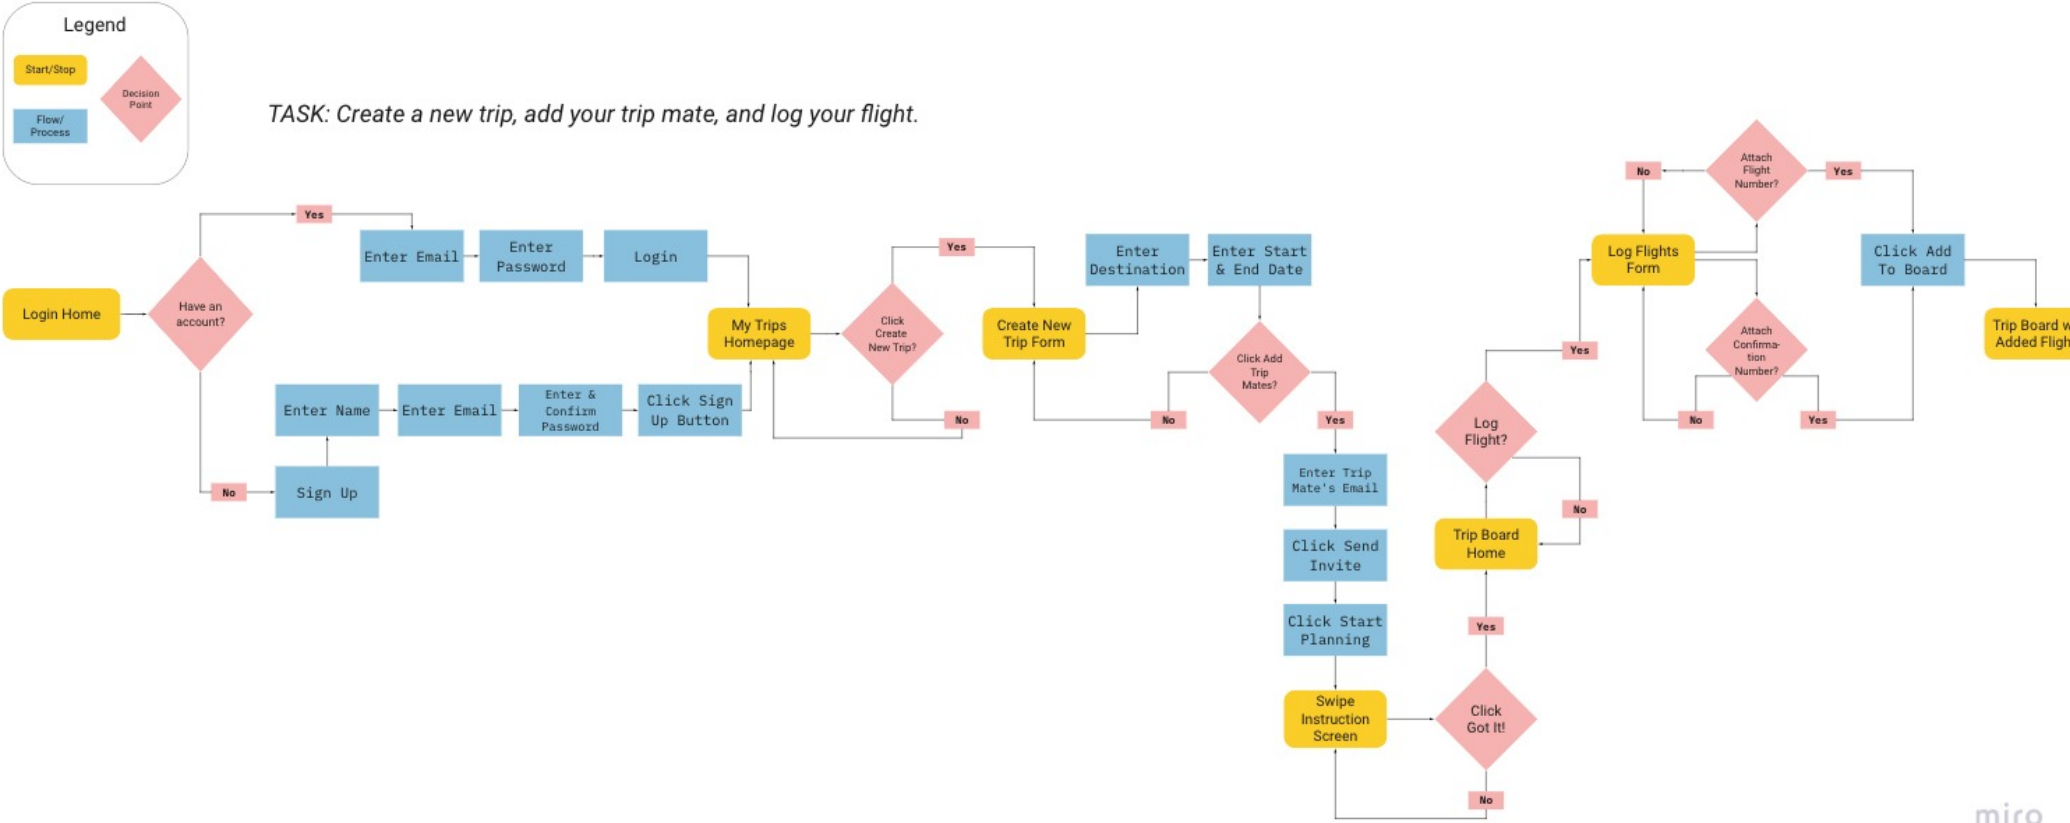 Legend
Start/Stop
Decision
Point
Flow/
Process
TASK: Create a new trip, add your trip mate, and log your flight.
Login Home
Have an
account?
Yes
Enter Email
Enter
Password
Login
No
Sign Up
Enter Name
Enter Email
Enter &
Confirm
Password
Click Sign
Up Button
My Trips
Homepage
Click
Create
New Trip?
Yes
No
Create New
Trip Form
Enter
Destination
Enter Start
& End Date
Click Add
Trip
Mates?
No
Yes
Enter Trip
Mate's Email
Click Send
Invite
Click Start
Planning
Swipe
Instruction
Screen
Click
Got It!
No
Yes
Trip Board
Home
Log
Flight?
No
Yes
Log Flights
Form
Attach
Flight
Number?
No
Yes
Attach
Confirma-
tion
Number?
No
Yes
Click Add
To Board
Trip Board
Added
miro